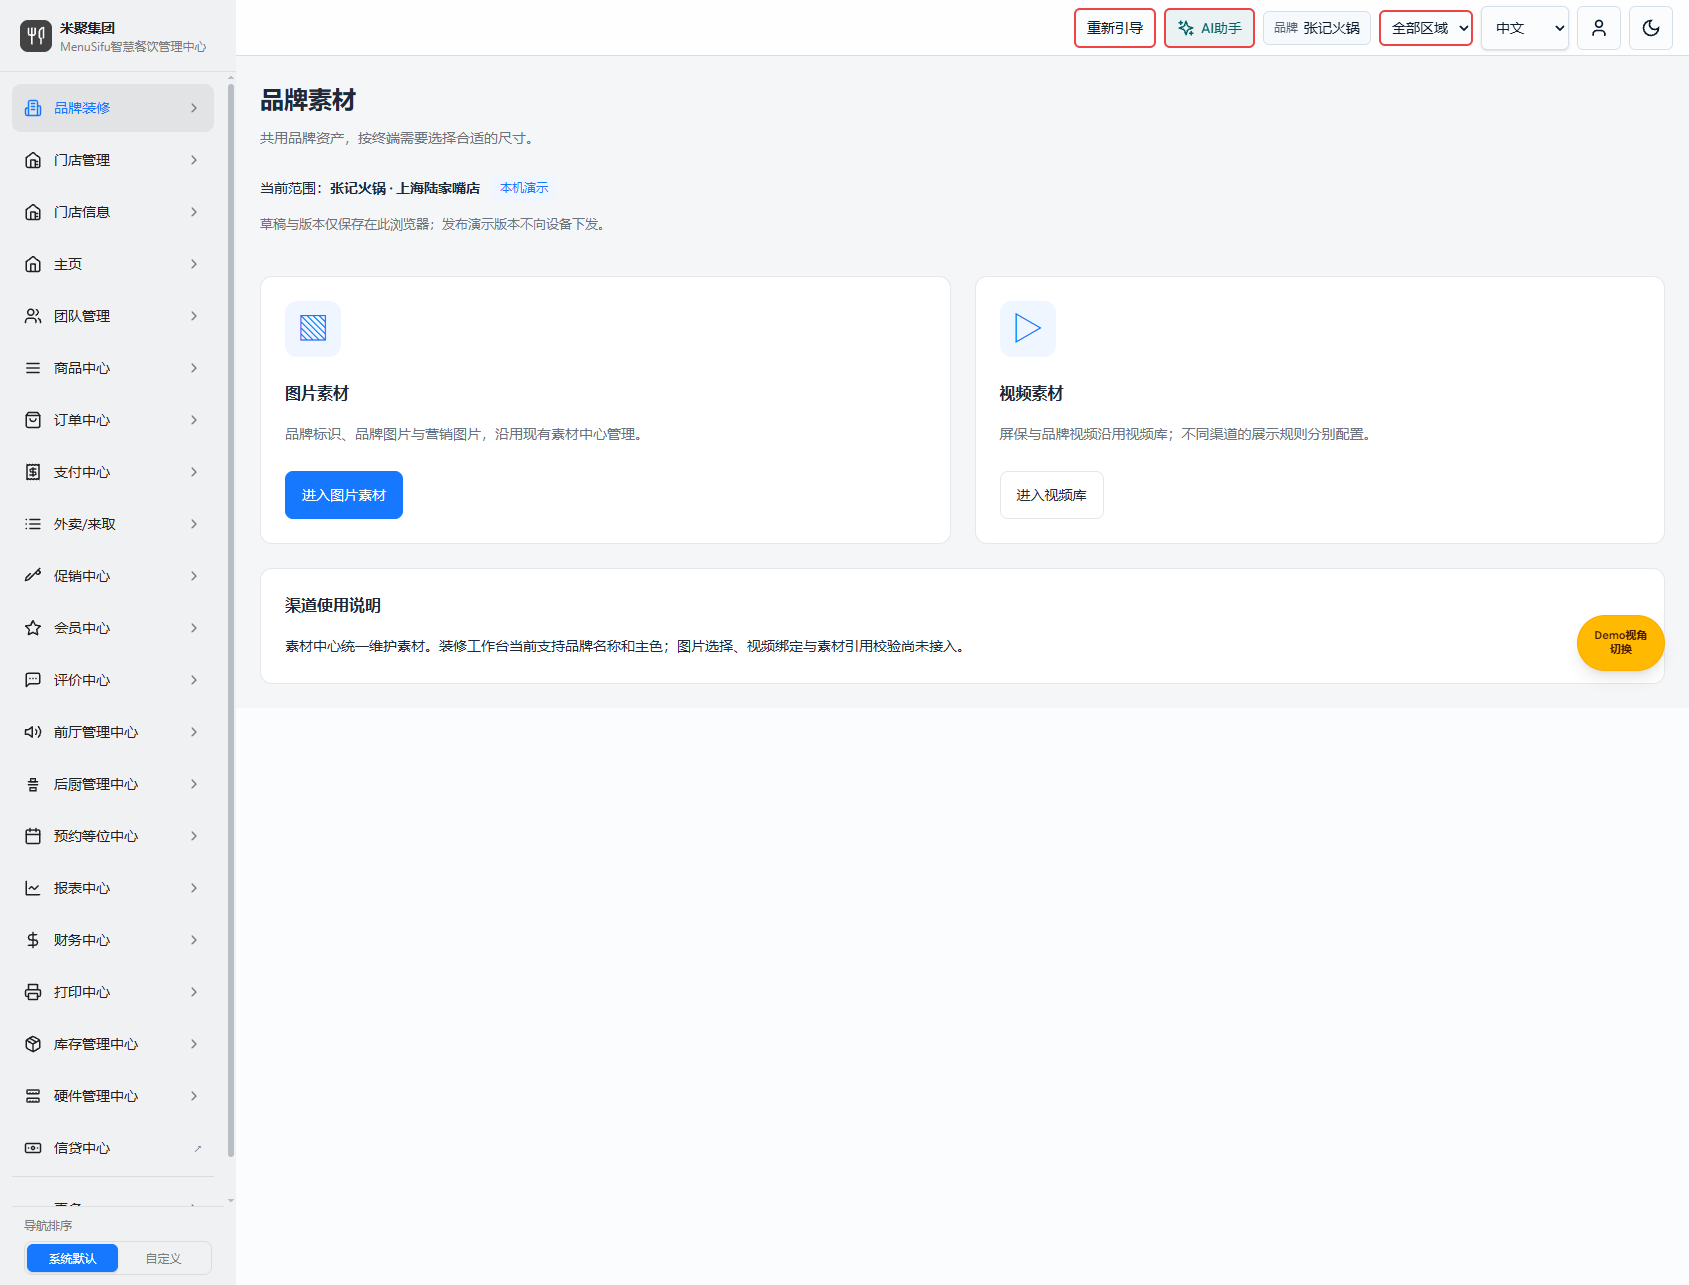 米聚集团
MenuSifu智慧餐饮管理中心
重新引导
AI助手
品牌 张记火锅
全部区域
中文
品牌装修
门店管理
门店信息
主页
团队管理
商品中心
订单中心
支付中心
外卖/来取
促销中心
会员中心
评价中心
前厅管理中心
后厨管理中心
预约等位中心
报表中心
财务中心
打印中心
库存管理中心
硬件管理中心
信贷中心
导航排序
系统默认
自定义
品牌素材
共用品牌资产，按终端需要选择合适的尺寸。
当前范围：张记火锅 · 上海陆家嘴店 本机演示
草稿与版本仅保存在此浏览器；发布演示版本不向设备下发。
图片素材
品牌标识、品牌图片与营销图片，沿用现有素材中心管理。
进入图片素材
视频素材
屏保与品牌视频沿用视频库；不同渠道的展示规则分别配置。
进入视频库
渠道使用说明
素材中心统一维护素材。装修工作台当前支持品牌名称和主色；图片选择、视频绑定与素材引用校验尚未接入。
Demo视角
切换